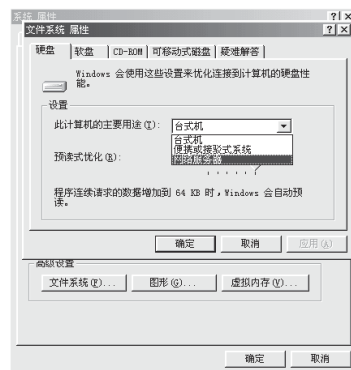 系统 属性
文件系统 属性
硬盘 软盘 CD-ROM 可移动式磁盘 疑难解答
Windows 会使用这些设置来优化连接到计算机的硬盘性
能。
设置
此计算机的主要用途(T): 台式机
台式机
便携或接驳式系统
网络服务器
预读式优化(R):
程序连续请求的数据增加到 64 KB 时，Windows 会自动预
读。
确定 取消 应用(A)
高级设置
文件系统(F)... 图形(G)... 虚拟内存(V)...
确定 取消